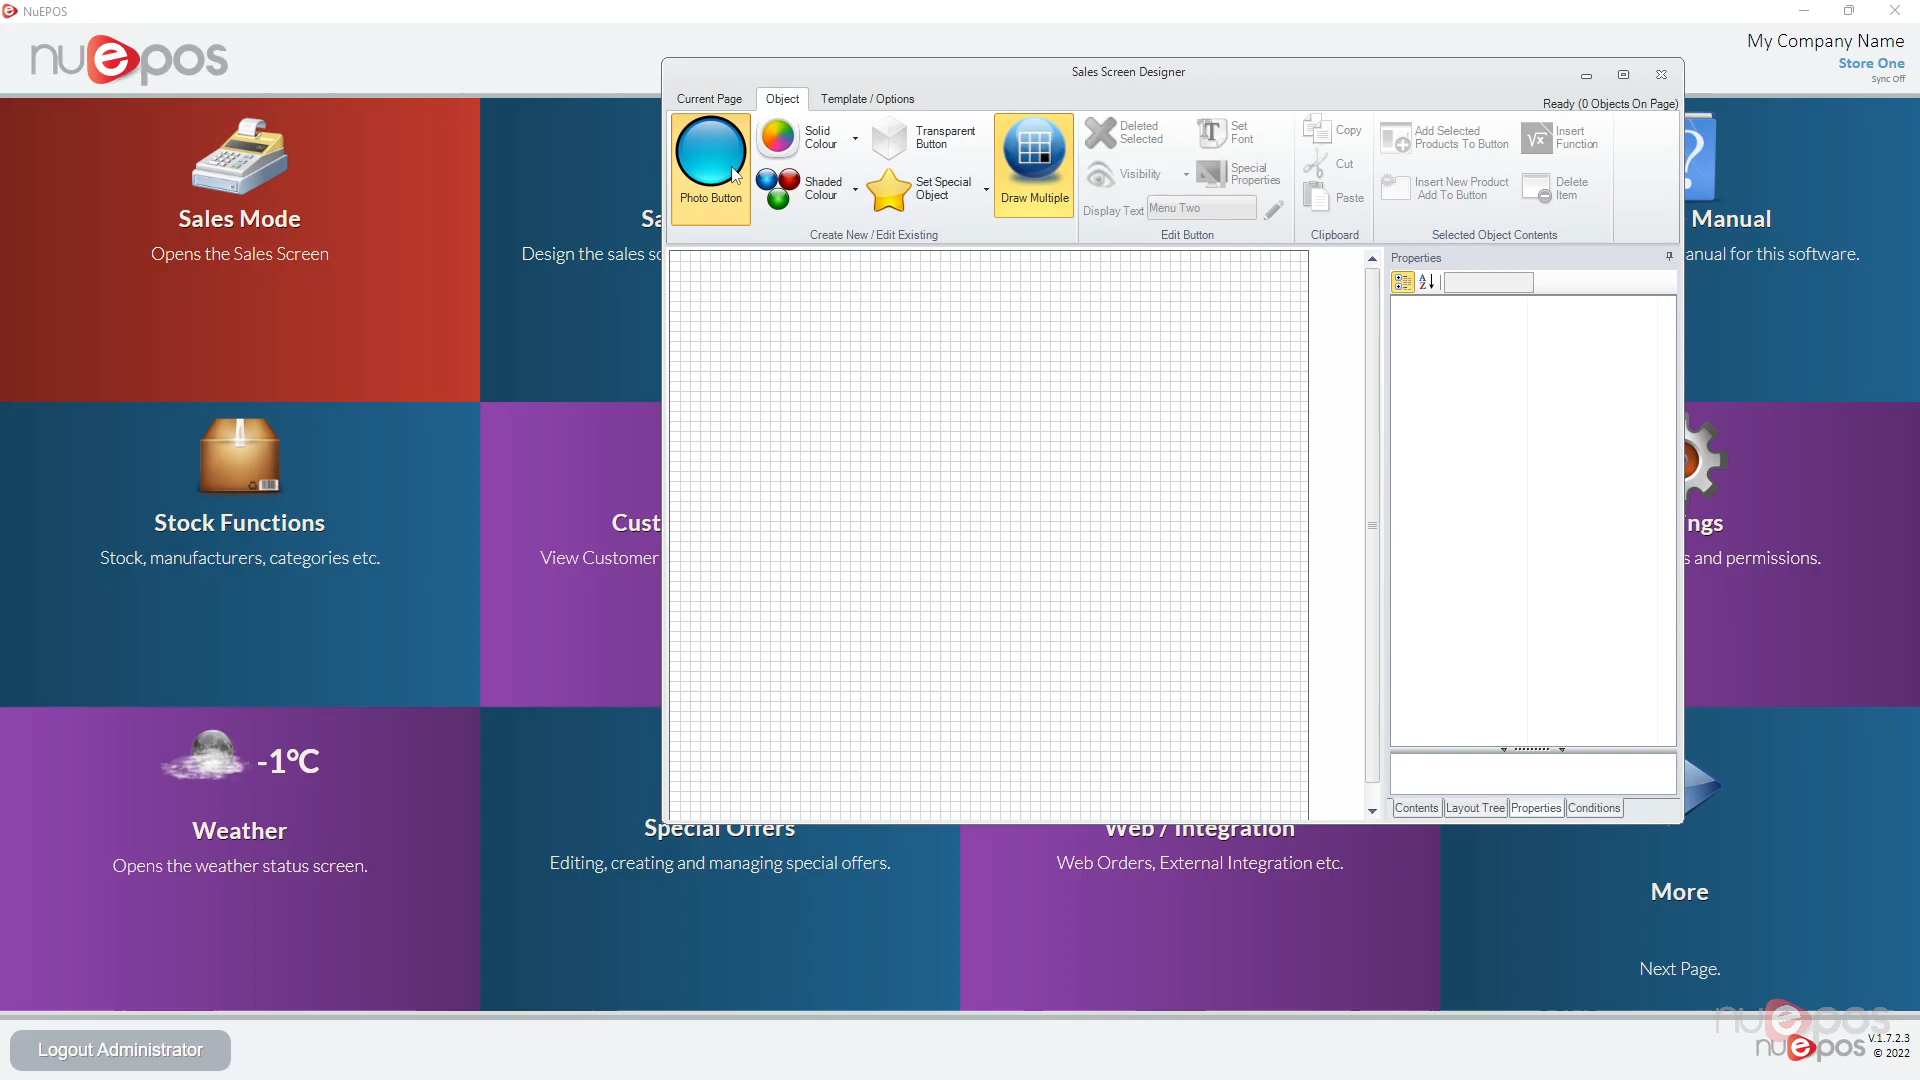 NuEPOS
nuepos
My Company Name
Store One
Sync Off
Sales Screen Designer
Current Page
Object
Template / Options
Ready (0 Objects On Page)
Photo Button
Solid
Colour
Shaded
Colour
Transparent
Button
Set Special
Object
Draw Multiple
Create New / Edit Existing
Deleted
Selected
Set
Font
Visibility
Special
Properties
Display Text
Menu Two
Edit Button
Copy
Cut
Paste
Clipboard
Add Selected
Products To Button
Insert
Function
Insert New Product
Add To Button
Delete
Item
Selected Object Contents
Properties
Contents
Layout Tree
Properties
Conditions
Sales Mode
Opens the Sales Screen
Sa
Design the sales sc
Manual
anual for this software.
Stock Functions
Stock, manufacturers, categories etc.
Cust
View Customer
ngs
s and permissions.
-1°C
Weather
Opens the weather status screen.
Special Offers
Editing, creating and managing special offers.
Web / Integration
Web Orders, External Integration etc.
More
Next Page.
Logout Administrator
nuepos
nuepos
V.1.7.2.3
© 2022